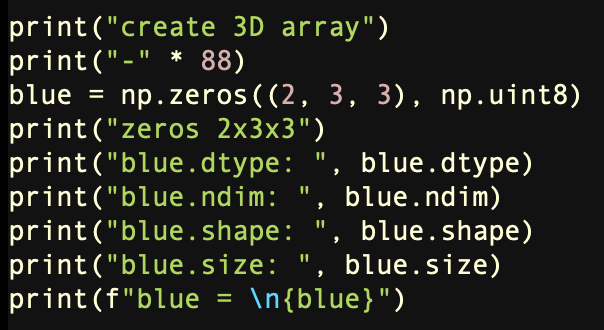 print("create 3D array")
print("-" * 88)
blue = np.zeros((2, 3, 3), np.uint8)
print("zeros 2x3x3")
print("blue.dtype: ", blue.dtype)
print("blue.ndim: ", blue.ndim)
print("blue.shape: ", blue.shape)
print("blue.size: ", blue.size)
print(f"blue = \n{blue}")